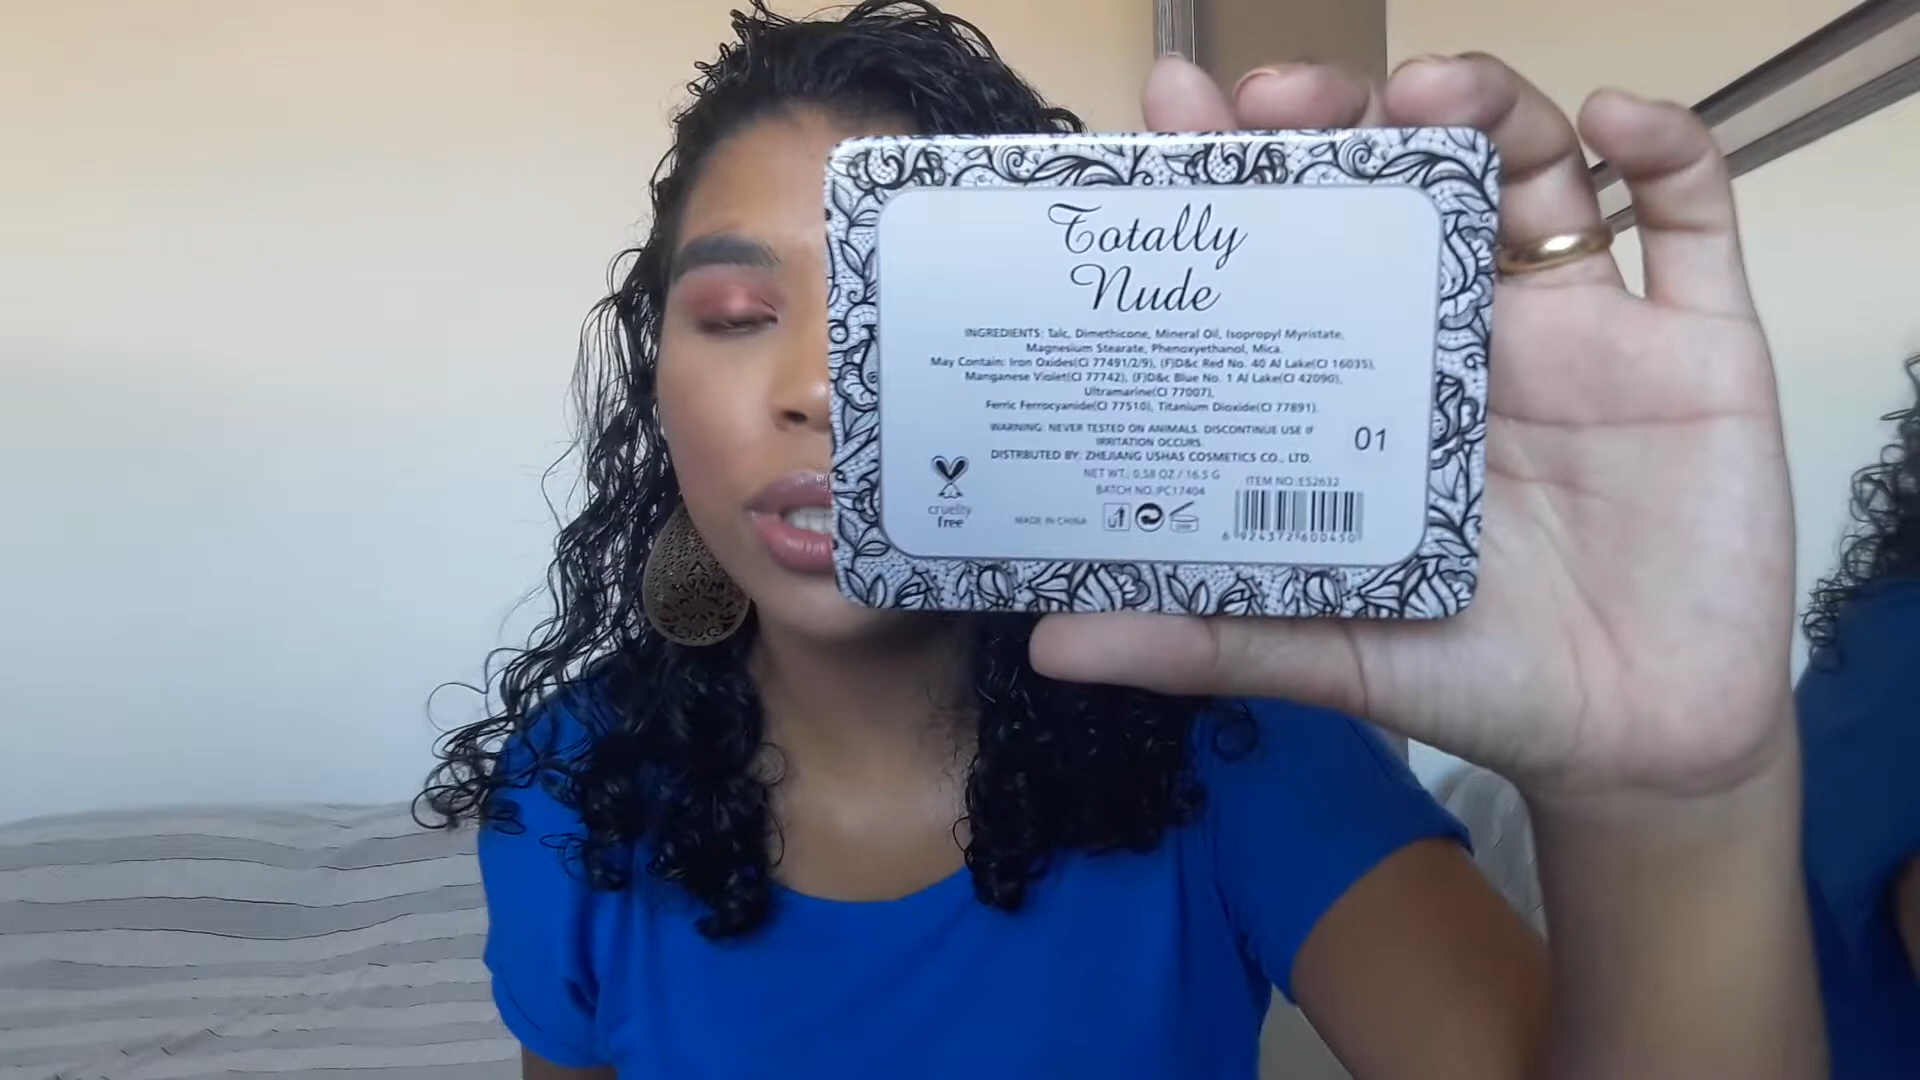 Totally
Nude
INGREDIENTS: Talc, Dimethicone, Mineral Oil, Isopropyl Myristate,
Magnesium Stearate, Phenoxyethanol, Mica.
May Contain: Iron Oxides(CI 77491/2/9), (F)D&c Red No. 40 Al Lake(CI 16035),
Manganese Violet(CI 77742), (F)D&c Blue No. 1 Al Lake(CI 42090),
Ultramarine(CI 77007),
Ferric Ferrocyanide(CI 77510), Titanium Dioxide(CI 77891).
WARNING: NEVER TESTED ON ANIMALS. DISCONTINUE USE IF
IRRITATION OCCURS.
01
DISTRBUTED BY: ZHEJIANG USHAS COSMETICS CO., LTD.
NET WT.: 0.58 OZ / 16.5 G
ITEM NO.:ES2632
BATCH NO.:PC17404
cruelty
free
MADE IN CHINA
6 924372 600450